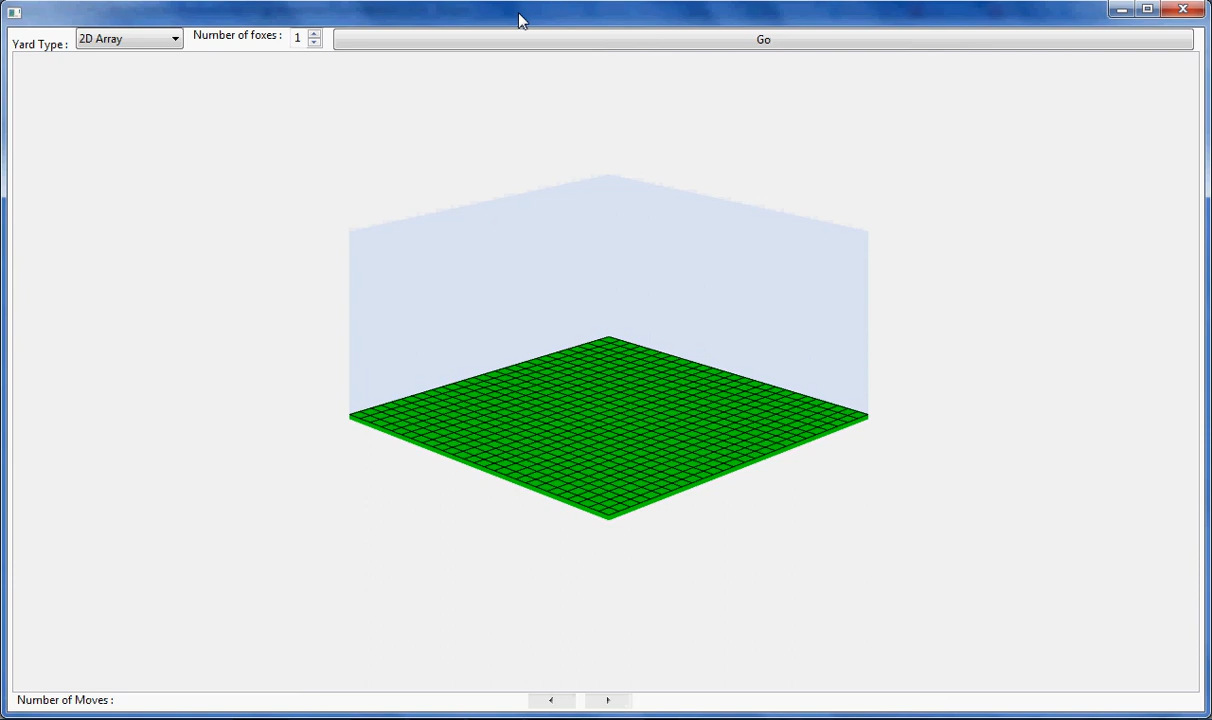 Yard Type :
2D Array
Number of foxes :
1
Go
Number of Moves :